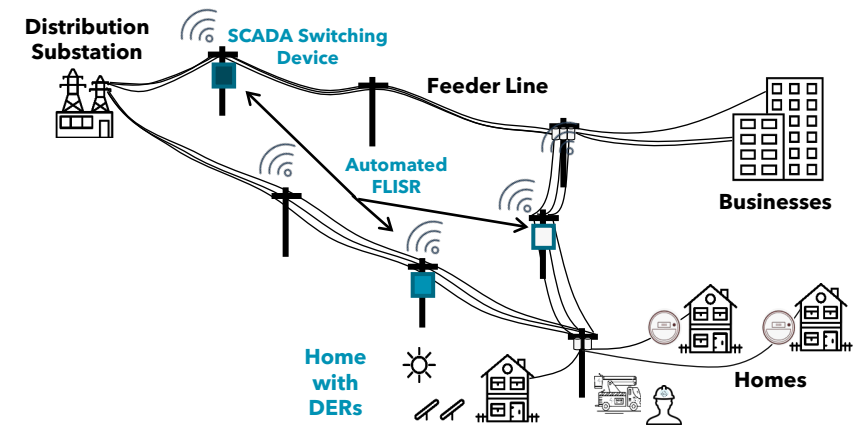 Distribution
Substation
SCADA Switching
Device
Feeder Line
Automated
FLISR
Businesses
Home
with
DERs
Homes